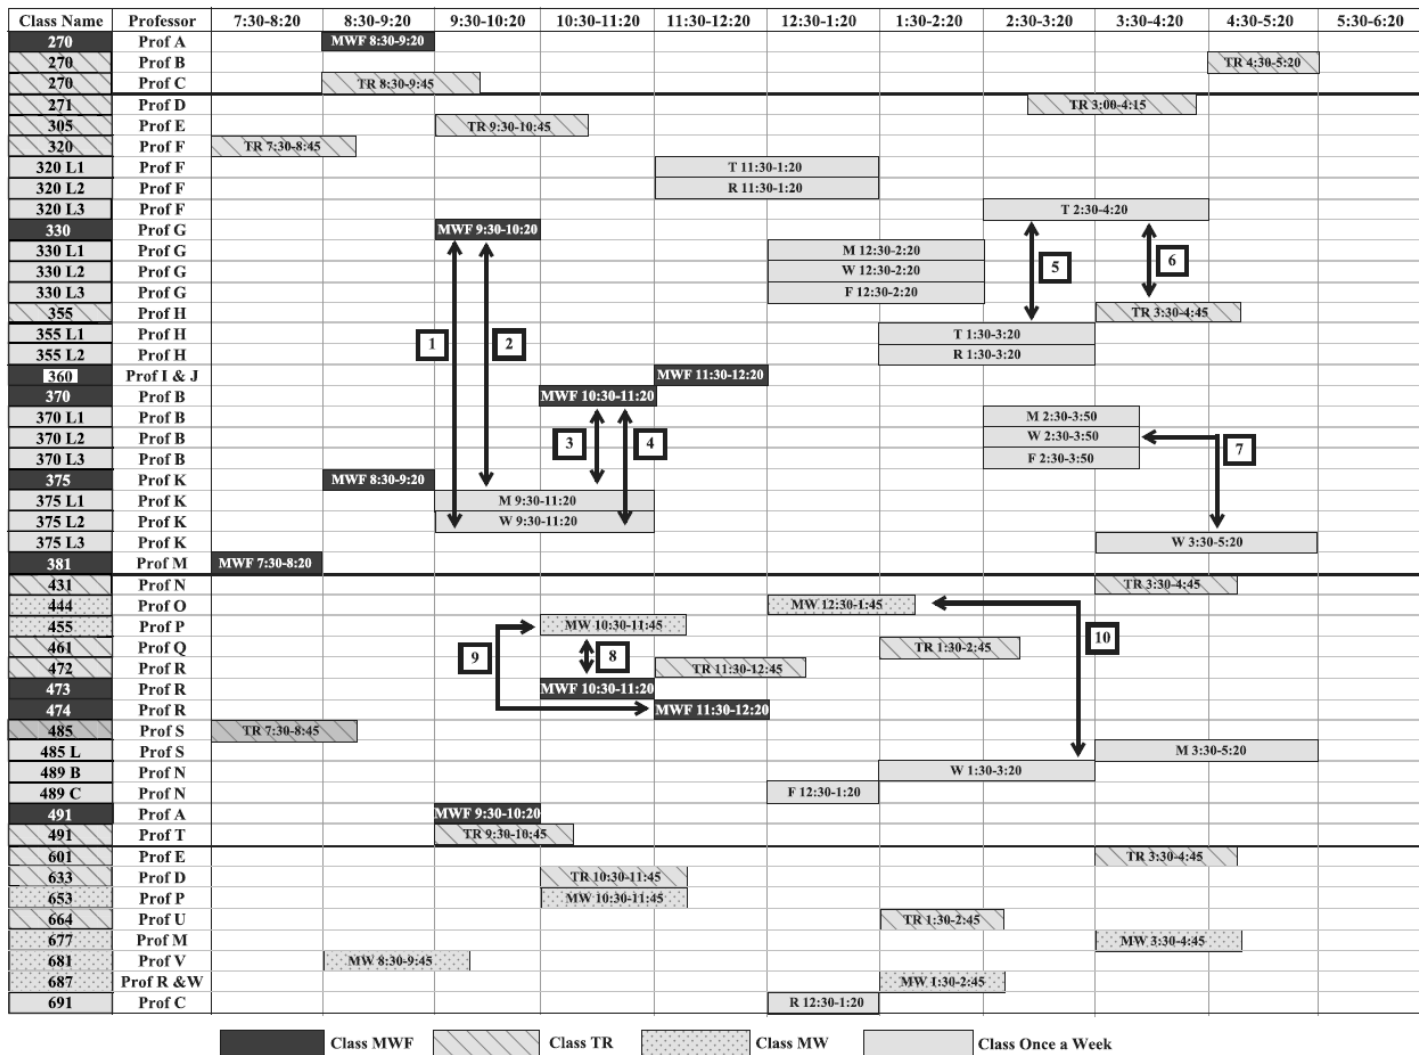 Class Name Professor 7:30-8:20 8:30-9:20 9:30-10:20 10:30-11:20 11:30-12:20 12:30-1:20 1:30-2:20 2:30-3:20 3:30-4:20 4:30-5:20 5:30-6:20
270 Prof A MWF 8:30-9:20
270 Prof B TR 4:30-5:20
270 Prof C TR 8:30-9:45
271 Prof D TR 3:00-4:15
305 Prof E TR 9:30-10:45
320 Prof F TR 7:30-8:45
320 L1 Prof F T 11:30-1:20
320 L2 Prof F R 11:30-1:20
320 L3 Prof F T 2:30-4:20
330 Prof G MWF 9:30-10:20
330 L1 Prof G M 12:30-2:20
330 L2 Prof G W 12:30-2:20 5 6
330 L3 Prof G F 12:30-2:20
355 Prof H TR 3:30-4:45
355 L1 Prof H 1 2 T 1:30-3:20
355 L2 Prof H R 1:30-3:20
360 Prof I & J MWF 11:30-12:20
370 Prof B MWF 10:30-11:20
370 L1 Prof B M 2:30-3:50
370 L2 Prof B 3 4 W 2:30-3:50 7
370 L3 Prof B F 2:30-3:50
375 Prof K MWF 8:30-9:20
375 L1 Prof K M 9:30-11:20
375 L2 Prof K W 9:30-11:20
375 L3 Prof K W 3:30-5:20
381 Prof M MWF 7:30-8:20
431 Prof N TR 3:30-4:45
444 Prof O MW 12:30-1:45
455 Prof P MW 10:30-11:45 10
461 Prof Q 9 8 TR 1:30-2:45
472 Prof R TR 11:30-12:45
473 Prof R MWF 10:30-11:20
474 Prof R MWF 11:30-12:20
485 Prof S TR 7:30-8:45
485 L Prof S M 3:30-5:20
489 B Prof N W 1:30-3:20
489 C Prof N F 12:30-1:20
491 Prof A MWF 9:30-10:20
491 Prof T TR 9:30-10:45
601 Prof E TR 3:30-4:45
633 Prof D TR 10:30-11:45
653 Prof P MW 10:30-11:45
664 Prof U TR 1:30-2:45
677 Prof M MW 3:30-4:45
681 Prof V MW 8:30-9:45
687 Prof R &W MW 1:30-2:45
691 Prof C R 12:30-1:20
Class MWF Class TR Class MW Class Once a Week